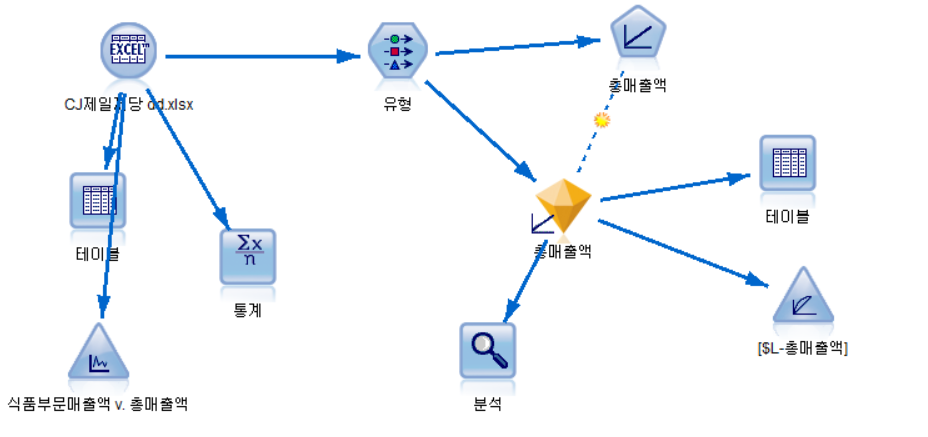 EXCEL™
CJ제일제당 dd.xlsx
유형
총매출액
테이블
Σx
n
통계
식품부문매출액 v. 총매출액
총매출액
테이블
[$L-총매출액]
분석